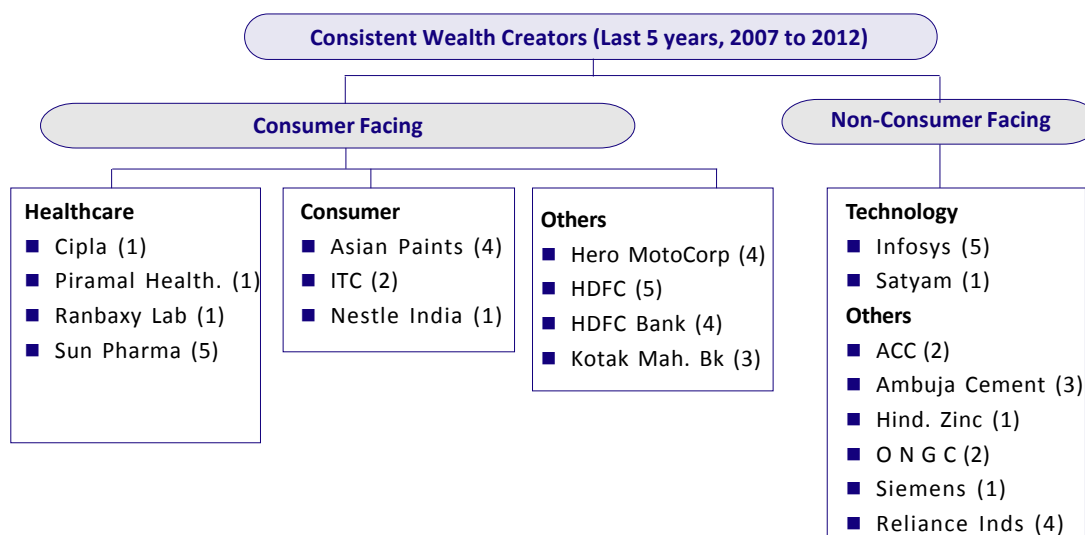 Consistent Wealth Creators (Last 5 years, 2007 to 2012)
Consumer Facing
Non-Consumer Facing
Healthcare
Cipla (1)
Piramal Health. (1)
Ranbaxy Lab (1)
Sun Pharma (5)
Consumer
Asian Paints (4)
ITC (2)
Nestle India (1)
Others
Hero MotoCorp (4)
HDFC (5)
HDFC Bank (4)
Kotak Mah. Bk (3)
Technology
Infosys (5)
Satyam (1)
Others
ACC (2)
Ambuja Cement (3)
Hind. Zinc (1)
O N G C (2)
Siemens (1)
Reliance Inds (4)